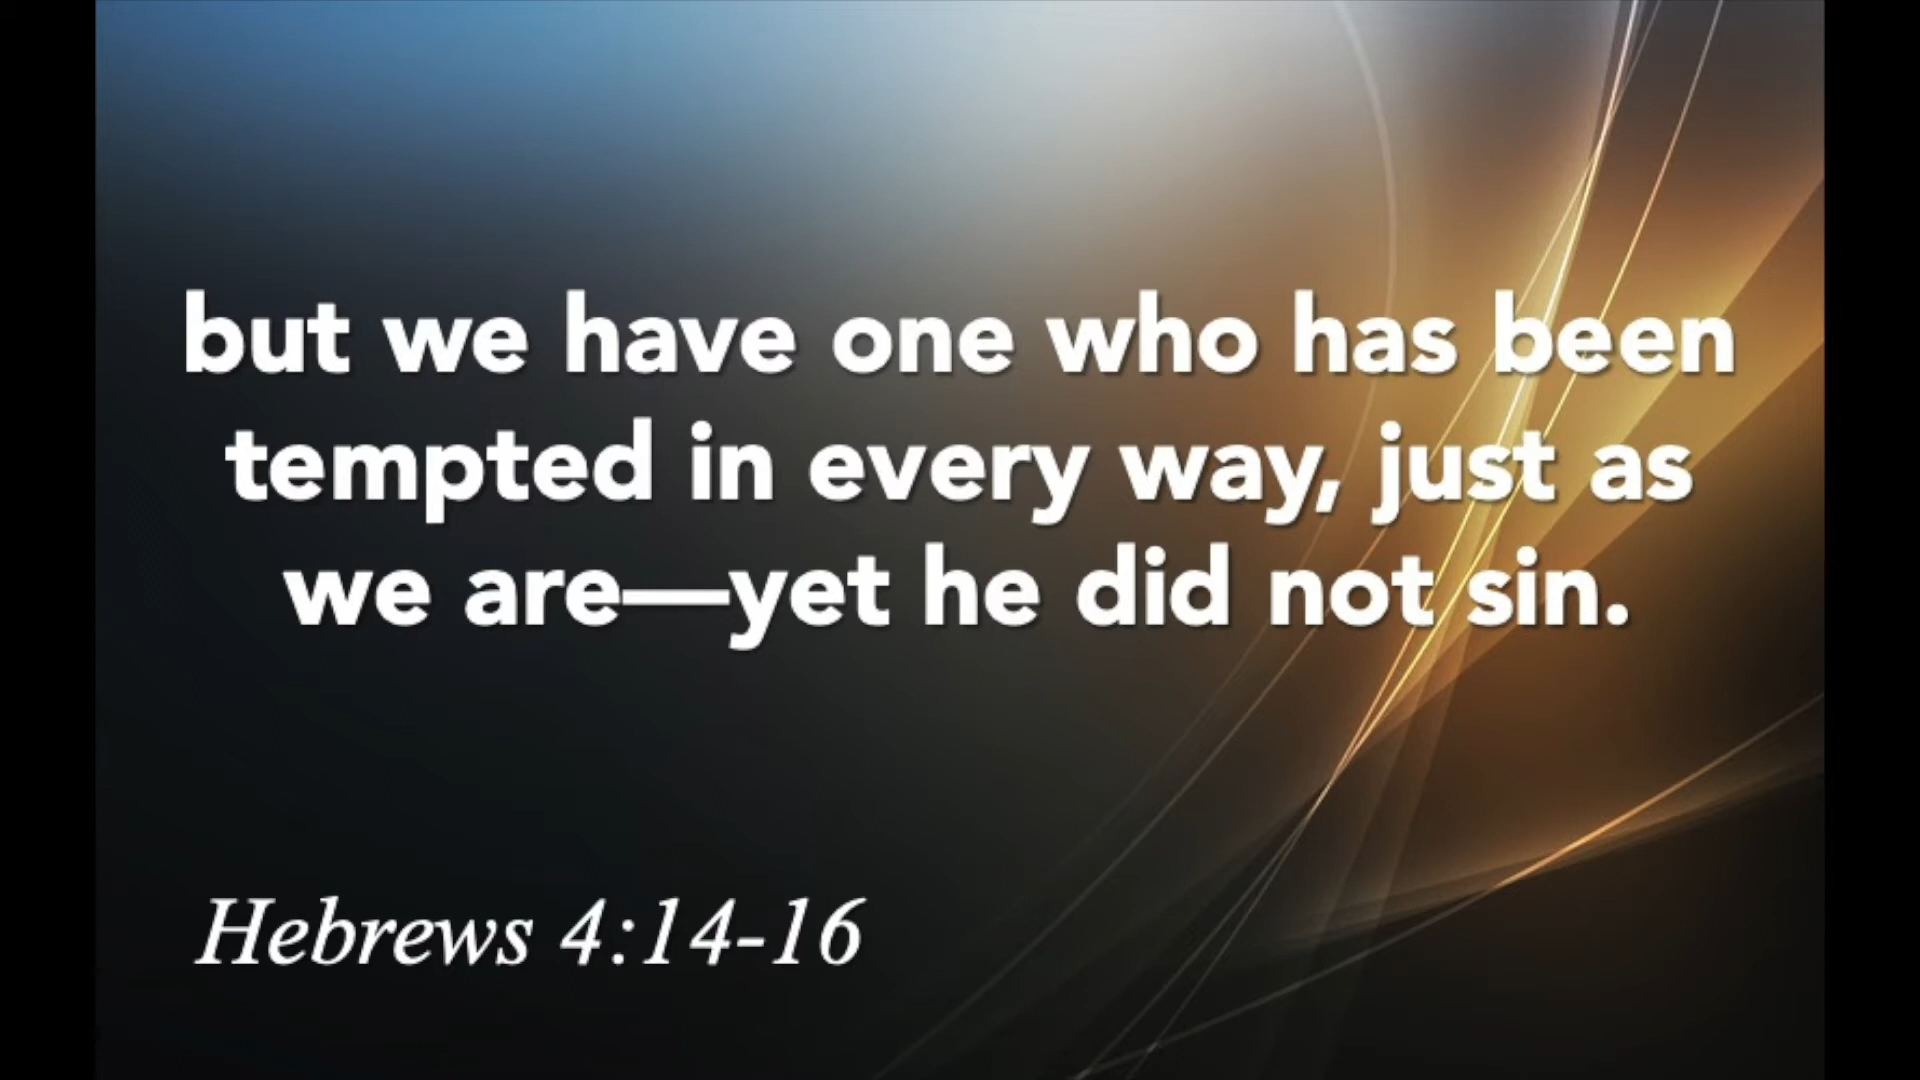 but we have one who has been
tempted in every way, just as
we are—yet he did not sin.
Hebrews 4:14-16